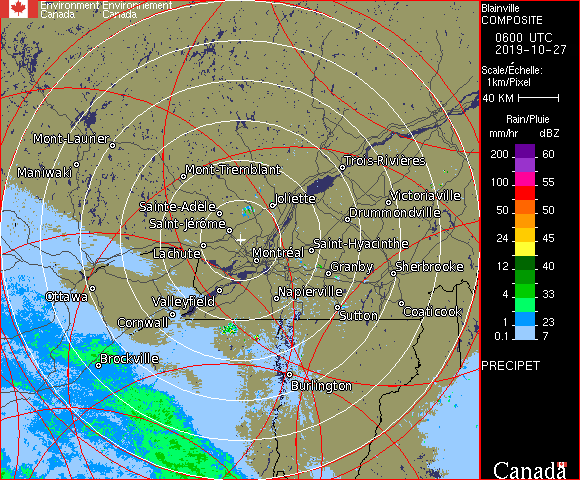 Environment Environnement
Canada Canada
Blainville
COMPOSITE
0600 UTC
2019-10-27
Scale/Échelle:
1km/Pixel
40 KM
Rain/Pluie
mm/hr dBZ
200 60
100 55
50 50
24 45
12 40
4 33
1 23
0.1 7
PRECIPET
Canada
Mont-Laurier
Maniwaki
Mont-Tremblant
Trois-Rivières
Sainte-Adèle
Joliette
Victoriaville
Saint-Jérôme
Drummondville
Lachute
Montréal
Saint-Hyacinthe
Granby
Sherbrooke
Ottawa
Valleyfield
Napierville
Cornwall
Sutton
Coaticook
Brockville
Burlington